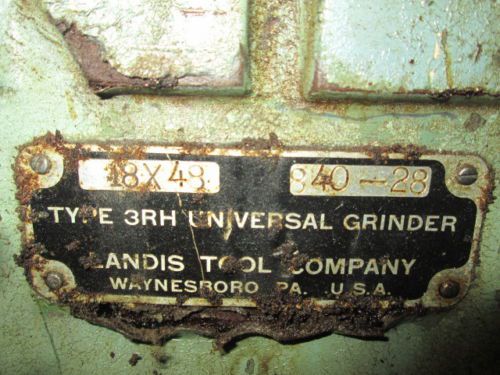 18X48 840-28
TYPE 3RH UNIVERSAL GRINDER
LANDIS TOOL COMPANY
WAYNESBORO PA. U.S.A.